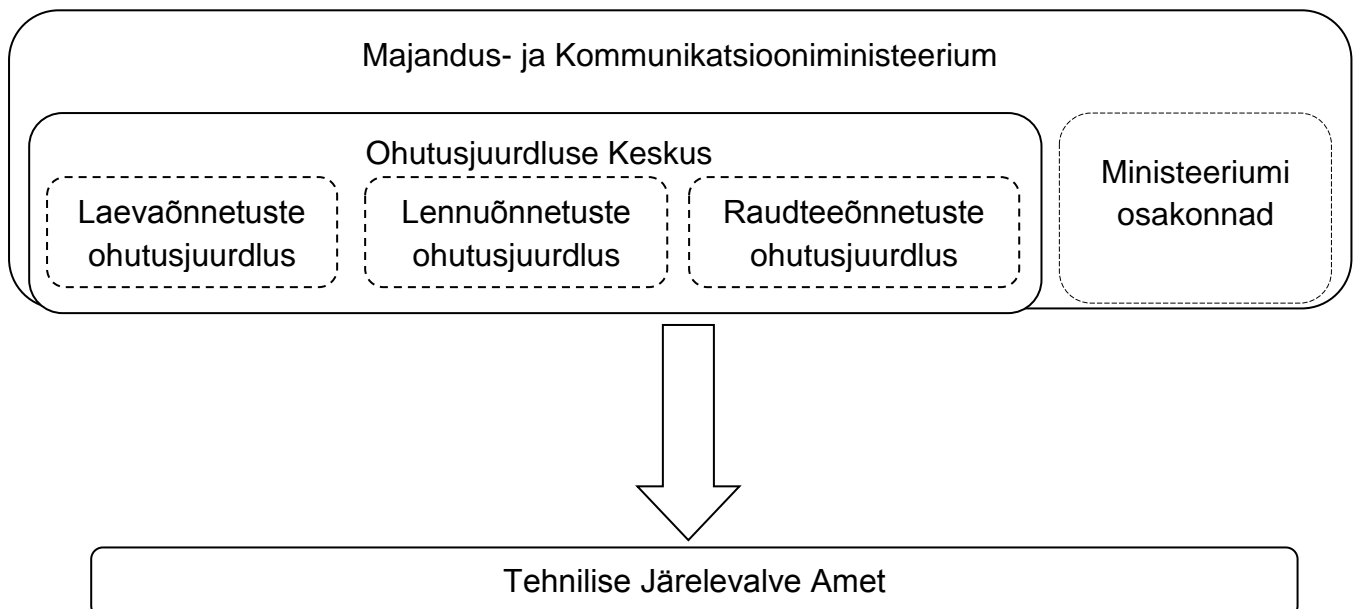 Majandus- ja Kommunikatsiooniministeerium
Ohutusjuurdluse Keskus
Laevaõnnetuste
ohutusjuurdlus
Lennuõnnetuste
ohutusjuurdlus
Raudteeõnnetuste
ohutusjuurdlus
Ministeeriumi
osakonnad
Tehnilise Järelevalve Amet